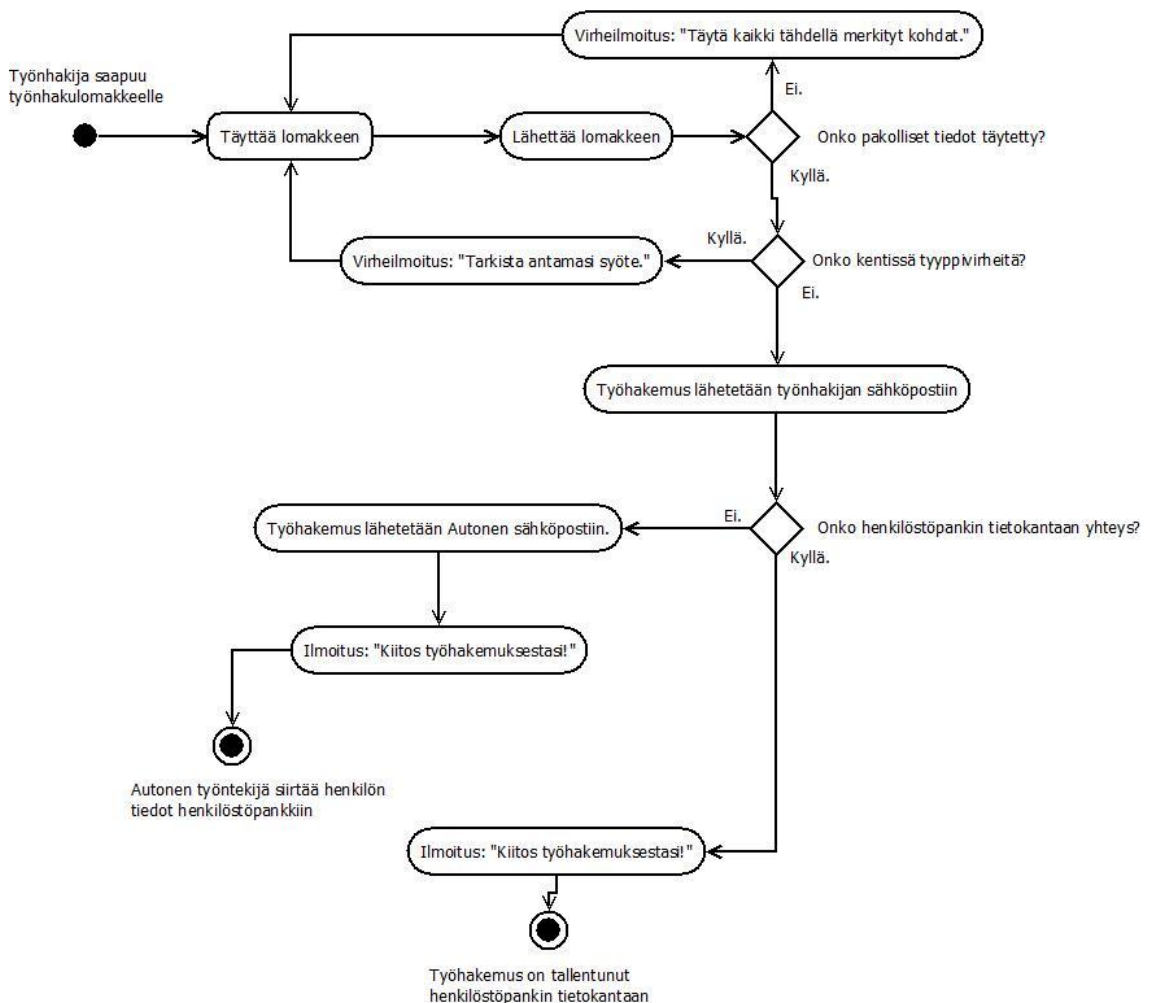 Virheilmoitus: "Täytä kaikki tähdellä merkityt kohdat."
Työnhakija saapuu
työnhakulomakkeelle
Ei.
Täyttää lomakkeen
Lähettää lomakkeen
Onko pakolliset tiedot täytetty?
Kyllä.
Kyllä.
Virheilmoitus: "Tarkista antamasi syöte."
Onko kentissä tyyppivirheitä?
Ei.
Työhakemus lähetetään työnhakijan sähköpostiin
Ei.
Työhakemus lähetetään Autonen sähköpostiin.
Onko henkilöstöpankin tietokantaan yhteys?
Kyllä.
Ilmoitus: "Kiitos työhakemuksestasi!"
Autonen työntekijä siirtää henkilön
tiedot henkilöstöpankkiin
Ilmoitus: "Kiitos työhakemuksestasi!"
Työhakemus on tallentunut
henkilöstöpankin tietokantaan